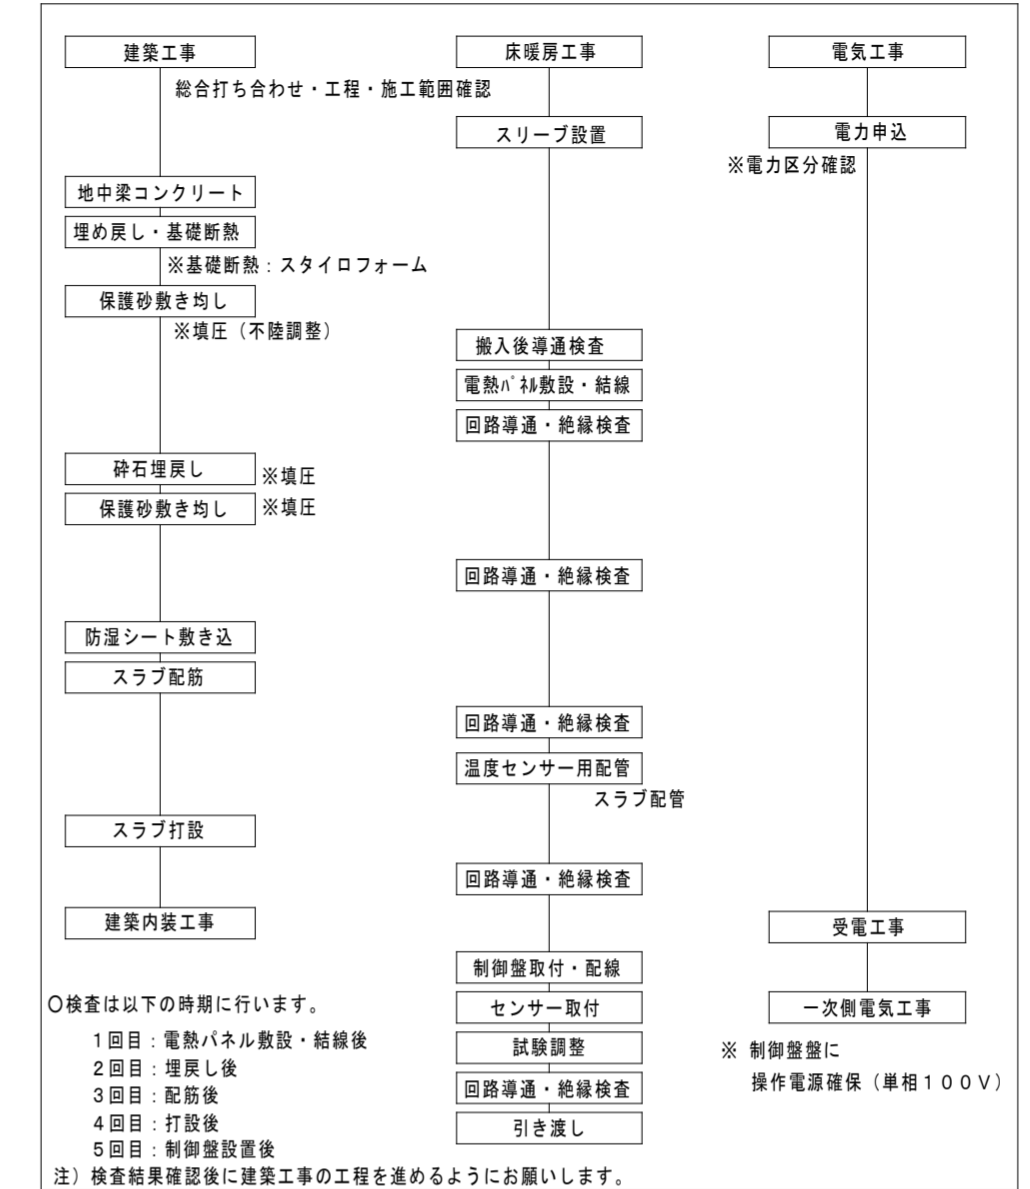 建築工事
床暖房工事
電気工事
総合打ち合わせ・工程・施工範囲確認
スリーブ設置
電力申込
※電力区分確認
地中梁コンクリート
埋め戻し・基礎断熱
※基礎断熱：スタイロフォーム
保護砂敷き均し
※填圧（不陸調整）
搬入後導通検査
電熱ﾊﾟﾈﾙ敷設・結線
回路導通・絶縁検査
砕石埋戻し
※填圧
保護砂敷き均し
※填圧
回路導通・絶縁検査
防湿シート敷き込
スラブ配筋
回路導通・絶縁検査
温度センサー用配管
スラブ配管
スラブ打設
回路導通・絶縁検査
建築内装工事
受電工事
制御盤取付・配線
センサー取付
一次側電気工事
試験調整
※ 制御盤盤に
操作電源確保（単相１００Ｖ）
回路導通・絶縁検査
引き渡し
〇検査は以下の時期に行います。
１回目：電熱パネル敷設・結線後
２回目：埋戻し後
３回目：配筋後
４回目：打設後
５回目：制御盤設置後
注）検査結果確認後に建築工事の工程を進めるようにお願いします。